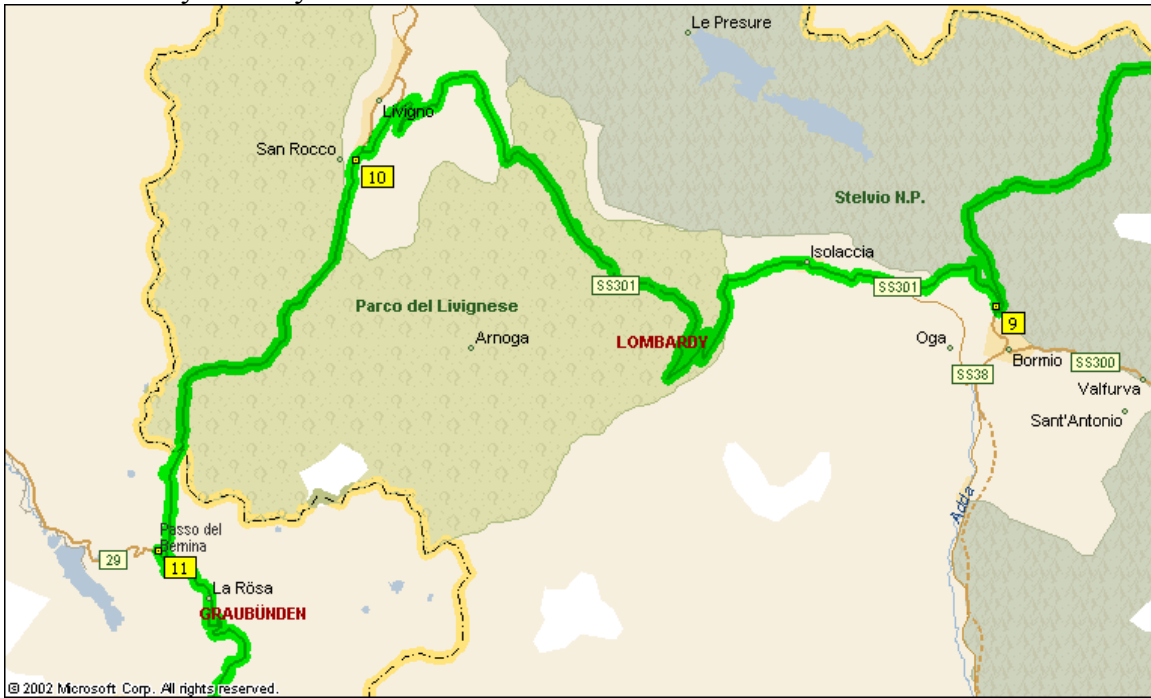 Le Presure
Livigno
San Rocco
10
Stelvio N.P.
Isolaccia
SS301
SS301
Parco del Livignese
9
Arnoga
LOMBARDY
Oga
Bormio
SS300
SS38
Valfurva
Sant'Antonio
Adda
Passo del
Bernina
29
11
La Rösa
GRAUBÜNDEN
© 2002 Microsoft Corp. All rights reserved.